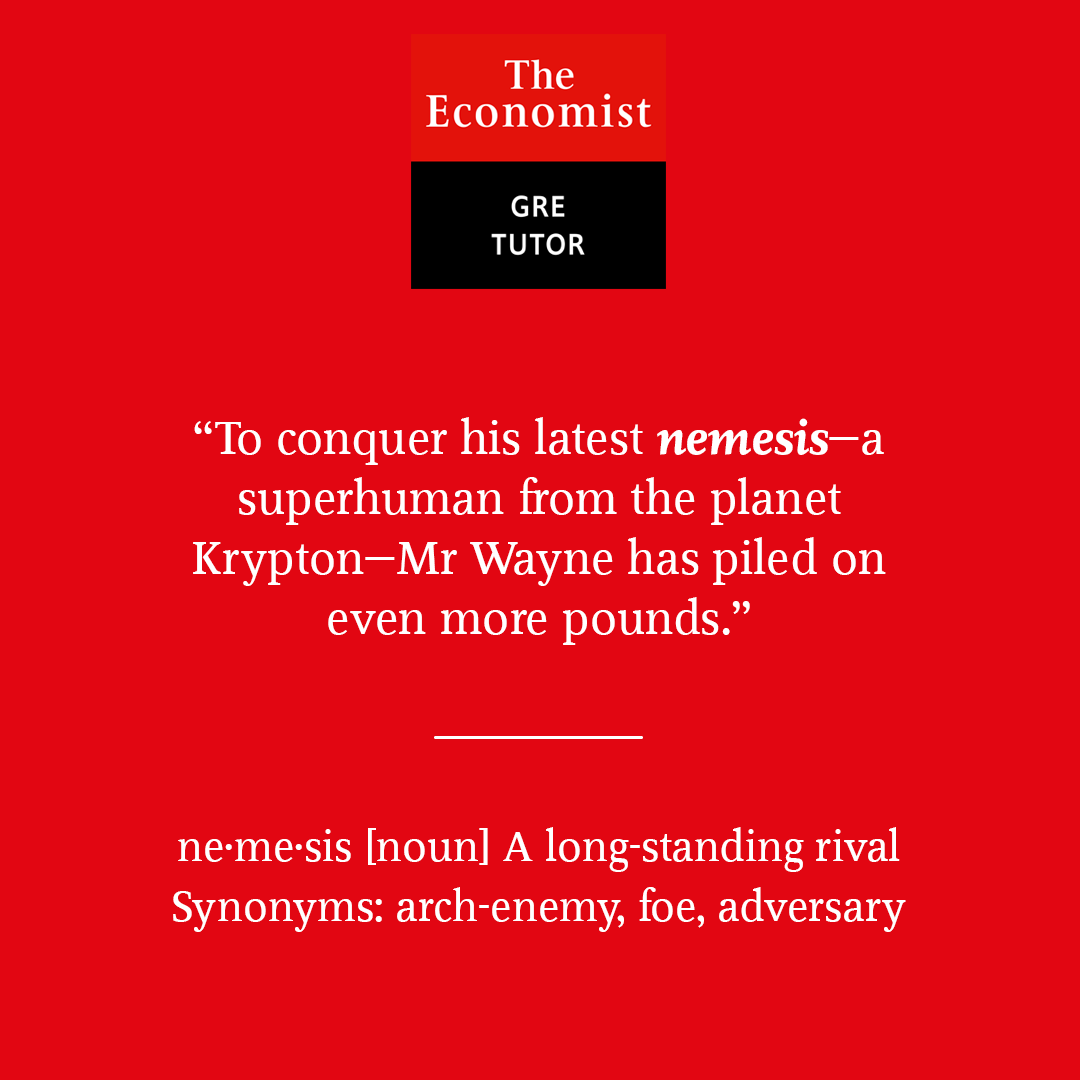 The
Economist
GRE
TUTOR
“To conquer his latest nemesis—a
superhuman from the planet
Krypton—Mr Wayne has piled on
even more pounds.”
ne·me·sis [noun] A long-standing rival
Synonyms: arch-enemy, foe, adversary